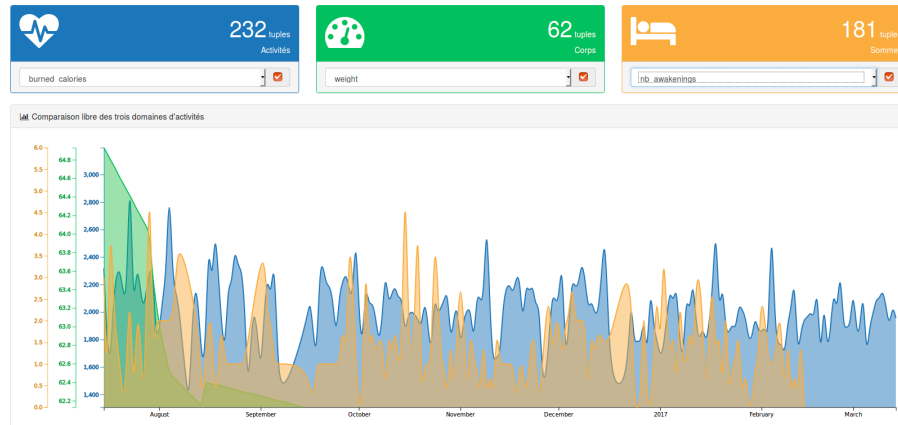 232 tuples
Activités
62 tuples
Corps
181 tuple
Somme
burned calories
weight
nb awakenings
Comparaison libre des trois domaines d'activités
6.0
5.5
5.0
4.5
4.0
3.5
3.0
2.5
2.0
1.5
1.0
0.5
0.0
64.8
64.6
64.4
64.2
64.0
63.8
63.6
63.4
63.2
63.0
62.8
62.6
62.4
62.2
3,000
2,800
2,600
2,400
2,200
2,000
1,800
1,600
1,400
August
September
October
November
December
2017
February
March